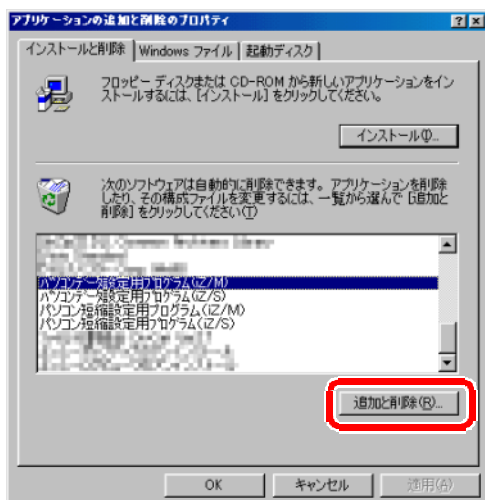 アプリケーションの追加と削除のプロパティ
インストールと削除
Windows ファイル
起動ディスク
フロッピー ディスクまたは CD-ROM から新しいアプリケーションをイン
ストールするには、[インストール] をクリックしてください。
インストール(I)...
次のソフトウェアは自動的に削除できます。アプリケーションを削除
したり、その構成ファイルを変更するには、一覧から選んで [追加と
削除] をクリックしてください(T)
パソコンデータ設定用プログラム(iZ/M)
パソコンデータ設定用プログラム(iZ/S)
パソコン短縮設定用プログラム(iZ/M)
パソコン短縮設定用プログラム(iZ/S)
追加と削除(R)...
OK
キャンセル
適用(A)